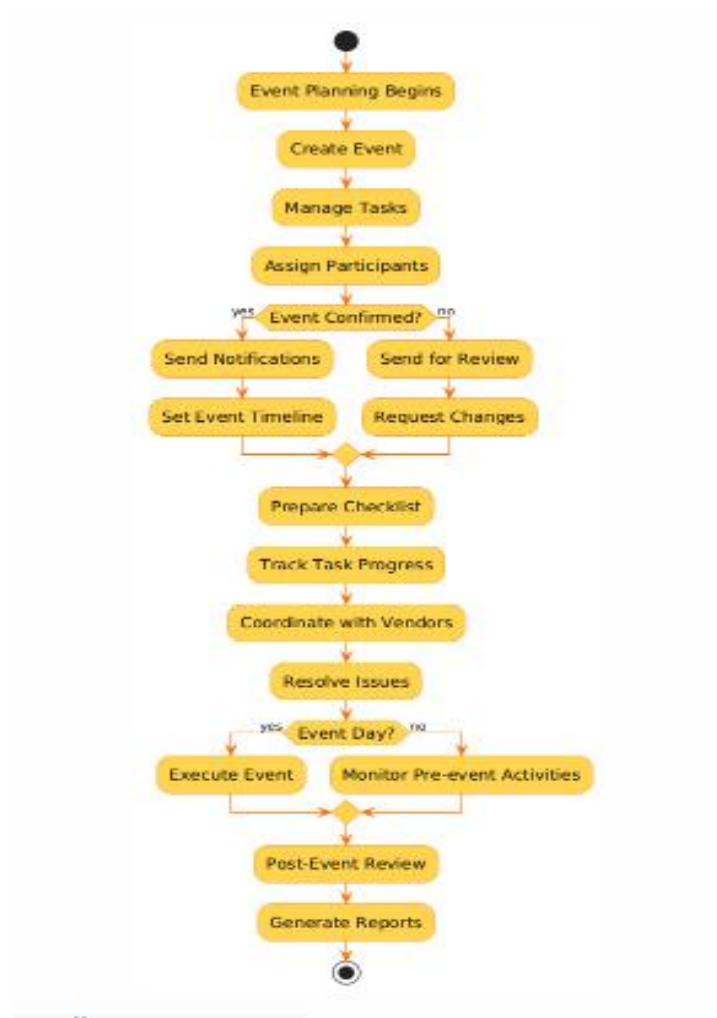 Event Planning Begins
Create Event
Manage Tasks
Assign Participants
yes Event Confirmed? no
Send Notifications Send for Review
Set Event Timeline Request Changes
Prepare Checklist
Track Task Progress
Coordinate with Vendors
Resolve Issues
yes Event Day? no
Execute Event Monitor Pre-event Activities
Post-Event Review
Generate Reports